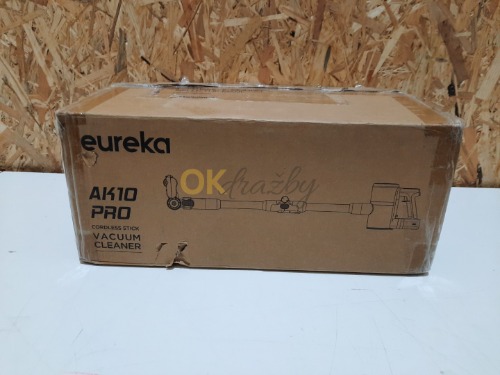 eureka
AK10
PRO
CORDLESS STICK
VACUUM
CLEANER
OKdražby